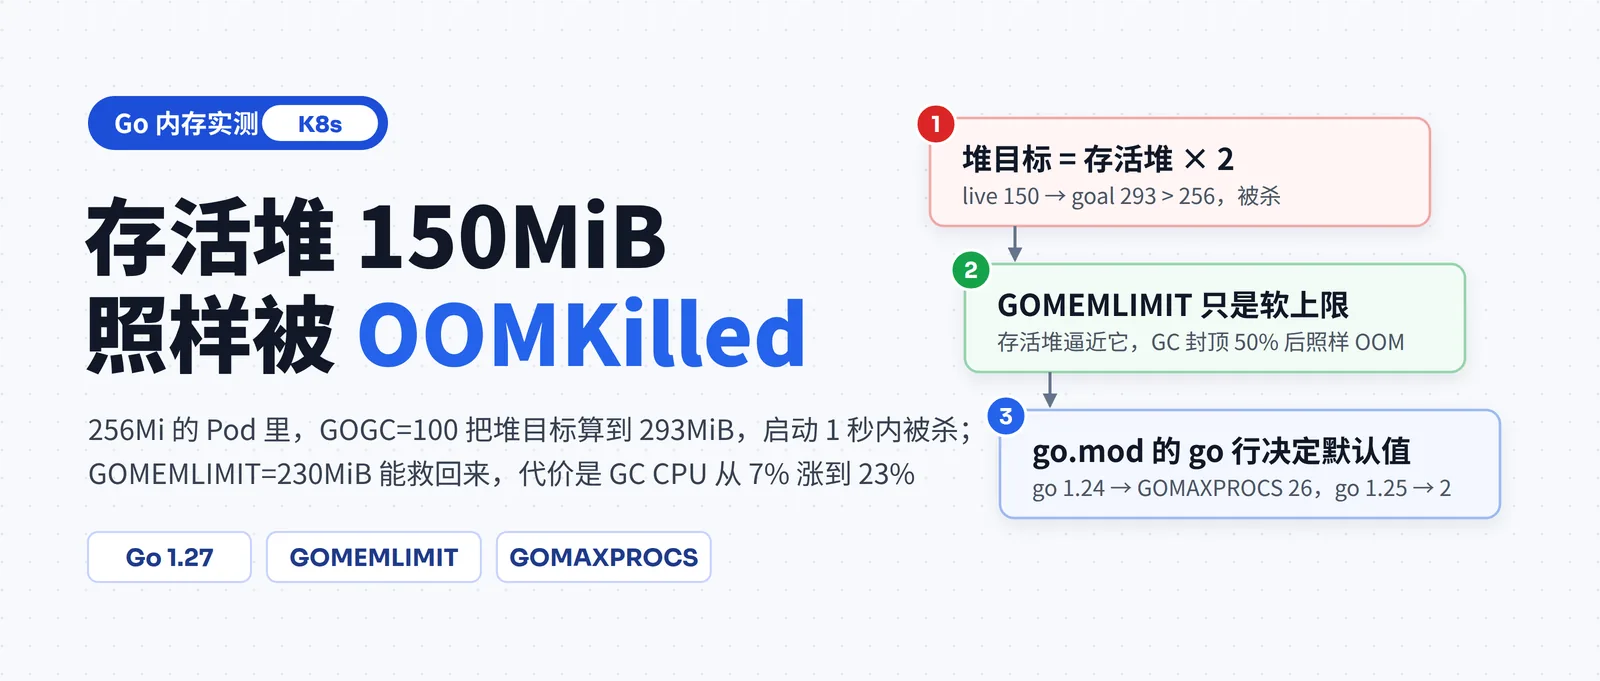 Go 内存实测 K8s
存活堆 150MiB
照样被 OOMKilled
256Mi 的 Pod 里，GOGC=100 把堆目标算到 293MiB，启动 1 秒内被杀；
GOMEMLIMIT=230MiB 能救回来，代价是 GC CPU 从 7% 涨到 23%
Go 1.27
GOMEMLIMIT
GOMAXPROCS
1
堆目标 = 存活堆 × 2
live 150 → goal 293 > 256，被杀
2
GOMEMLIMIT 只是软上限
存活堆逼近它，GC 封顶 50% 后照样 OOM
3
go.mod 的 go 行决定默认值
go 1.24 → GOMAXPROCS 26，go 1.25 → 2